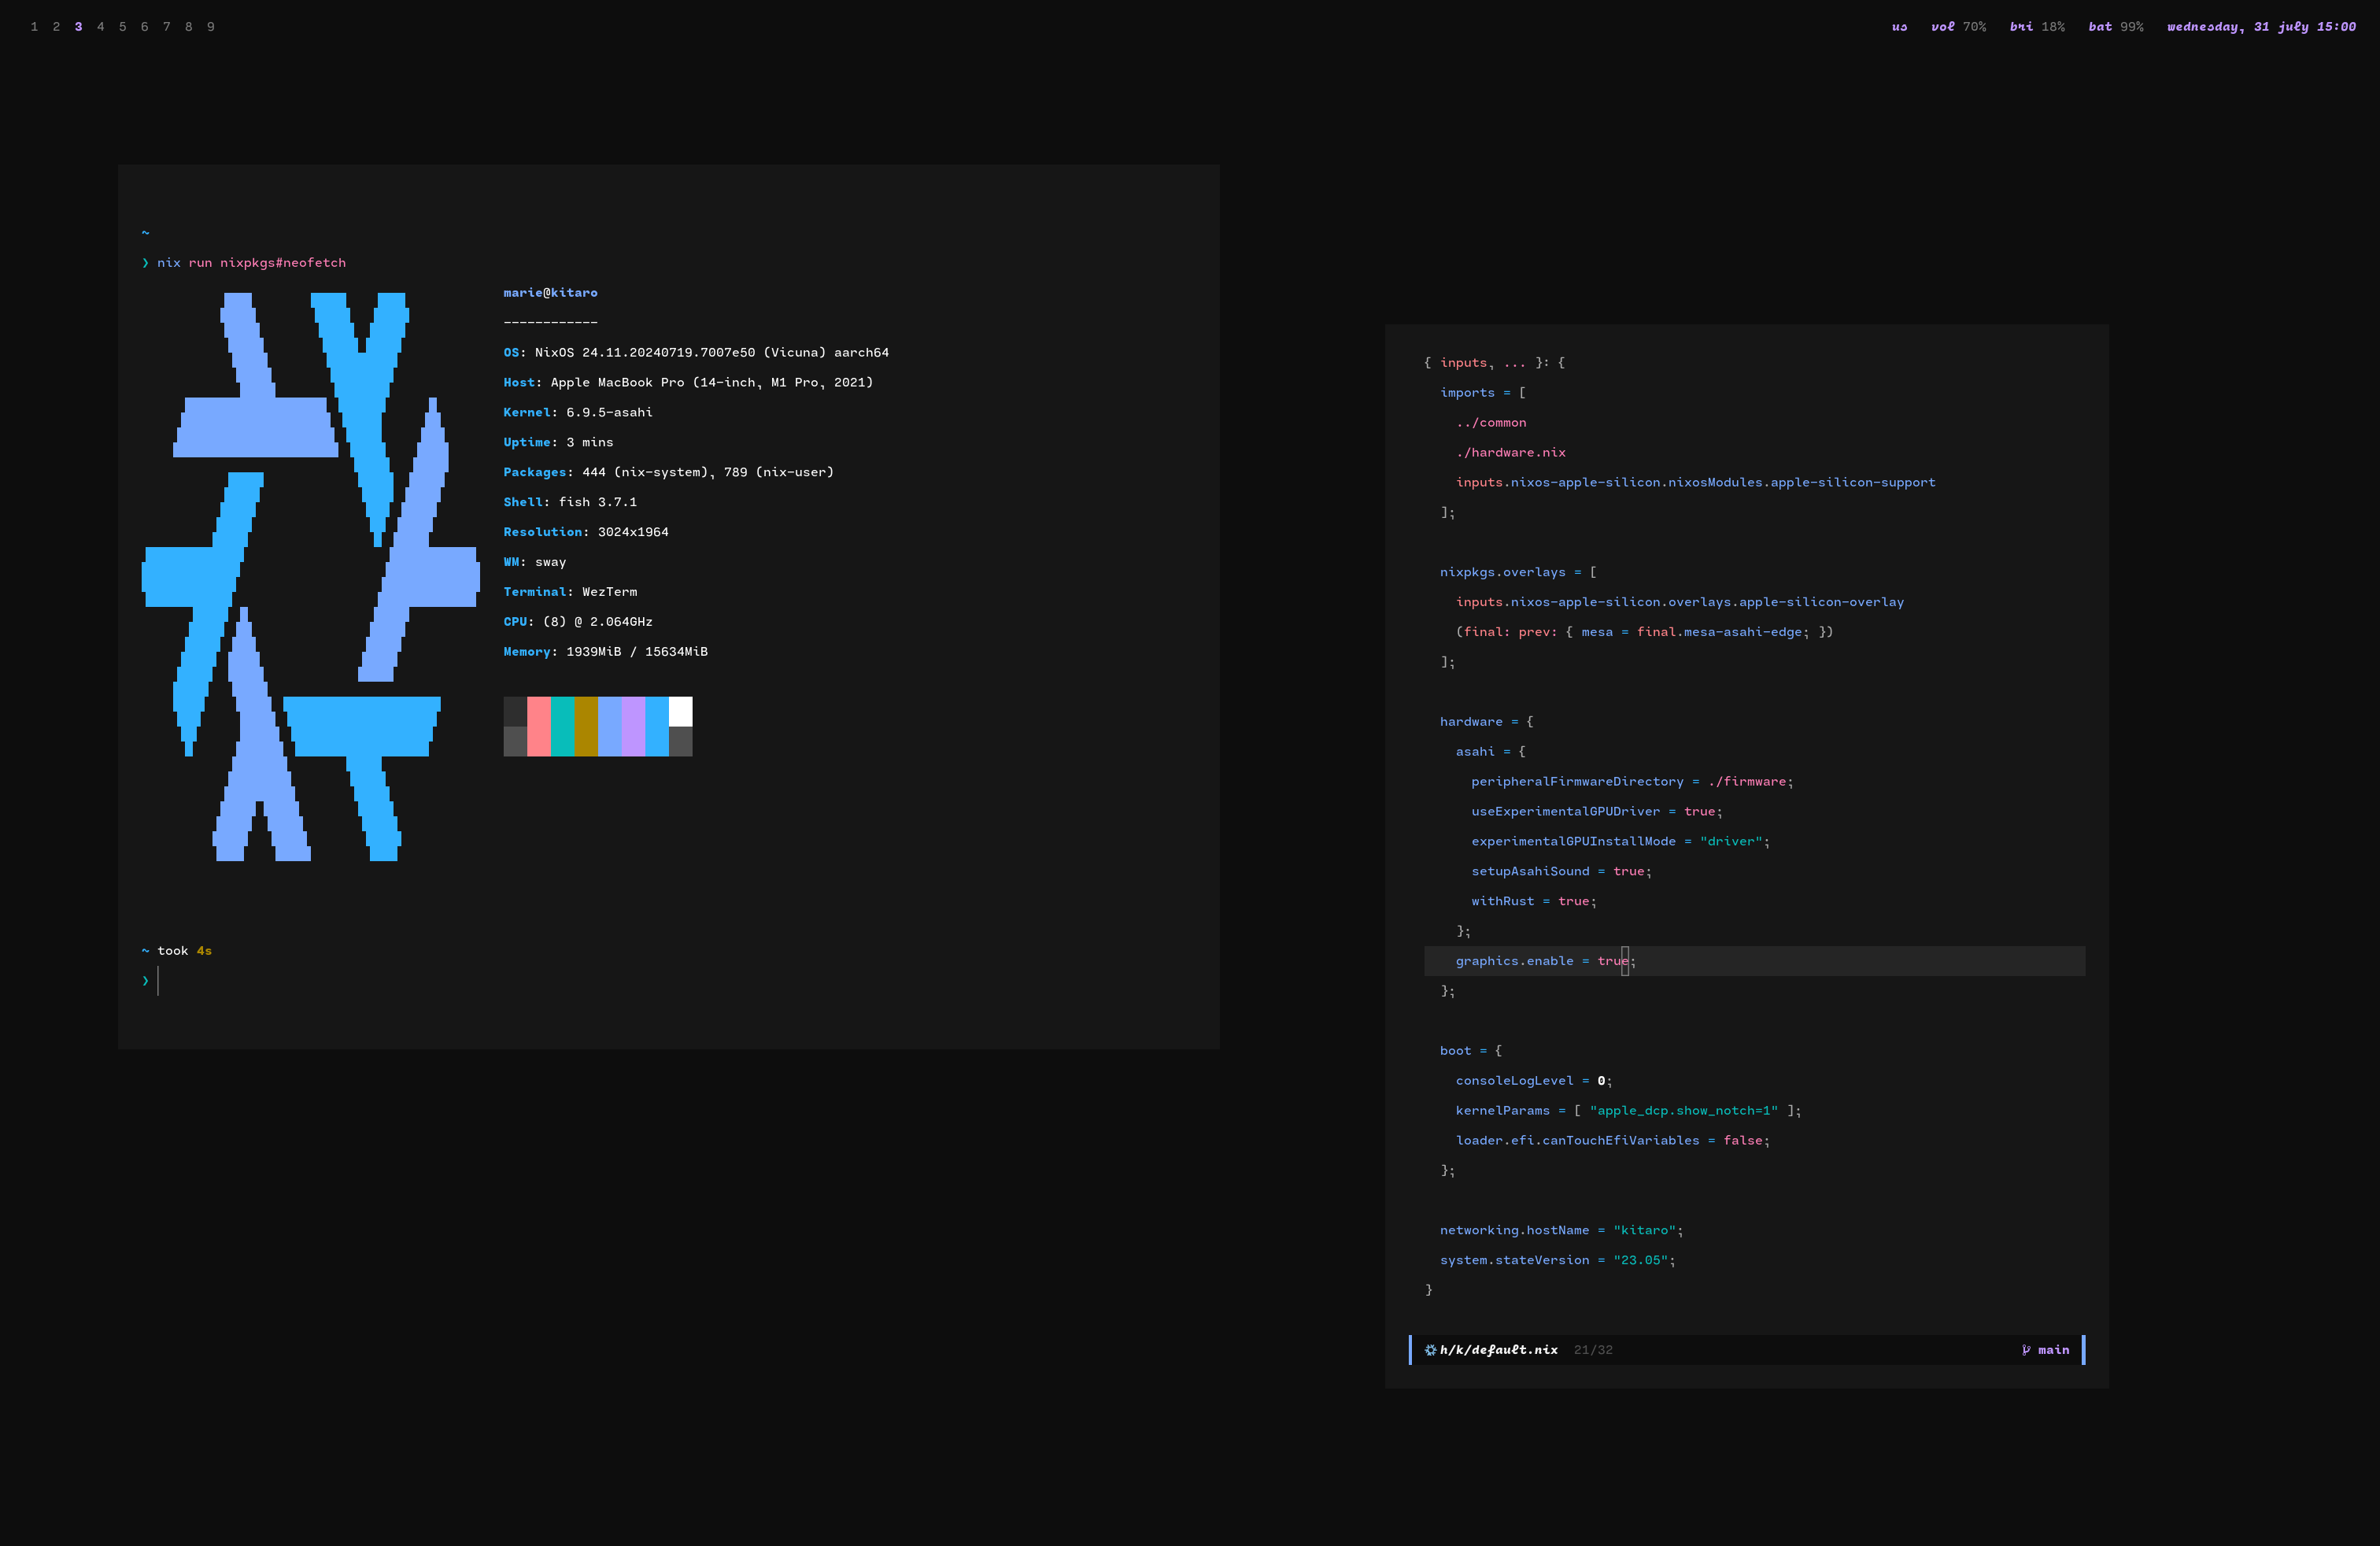 1 2 3 4 5 6 7 8 9
us vol 70% bri 18% bat 99% wednesday, 31 july 15:00
~
❯ nix run nixpkgs#neofetch
marie@kitaro
------------
OS: NixOS 24.11.20240719.7007e50 (Vicuna) aarch64
Host: Apple MacBook Pro (14-inch, M1 Pro, 2021)
Kernel: 6.9.5-asahi
Uptime: 3 mins
Packages: 444 (nix-system), 789 (nix-user)
Shell: fish 3.7.1
Resolution: 3024x1964
WM: sway
Terminal: WezTerm
CPU: (8) @ 2.064GHz
Memory: 1939MiB / 15634MiB
~ took 4s
❯
{ inputs, ... }: {
  imports = [
    ../common
    ./hardware.nix
    inputs.nixos-apple-silicon.nixosModules.apple-silicon-support
  ];
  nixpkgs.overlays = [
    inputs.nixos-apple-silicon.overlays.apple-silicon-overlay
    (final: prev: { mesa = final.mesa-asahi-edge; })
  ];
  hardware = {
    asahi = {
      peripheralFirmwareDirectory = ./firmware;
      useExperimentalGPUDriver = true;
      experimentalGPUInstallMode = "driver";
      setupAsahiSound = true;
      withRust = true;
    };
    graphics.enable = true;
  };
  boot = {
    consoleLogLevel = 0;
    kernelParams = [ "apple_dcp.show_notch=1" ];
    loader.efi.canTouchEfiVariables = false;
  };
  networking.hostName = "kitaro";
  system.stateVersion = "23.05";
}
h/k/default.nix 21/32 main